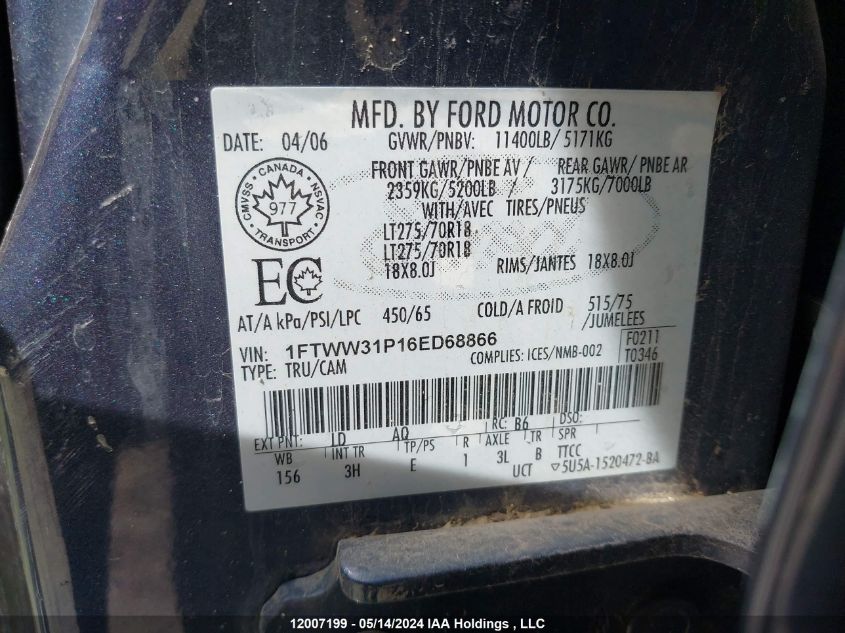 MFD. BY FORD MOTOR CO.
DATE: 04/06 GVWR/PNBV: 11400LB/ 5171KG
FRONT GAWR/PNBE AV / REAR GAWR/ PNBE AR
2359KG/5200LB / 3175KG/7000LB
WITH/AVEC TIRES/PNEUS
LT275/70R18
LT275/70R18
18X8.0J RIMS/JANTES 18X8.0J
CANADA
CMVSS NSVAC
977
TRANSPORT
EC
AT/A kPa/PSI/LPC 450/65 COLD/A FROID 515/75
/JUMELEES
VIN: 1FTWW31P16ED68866 F0211
TYPE: TRU/CAM COMPLIES: ICES/NMB-002 T0346
EXT PNT: LD AQ RC: B6 DSO:
WB INT TR TP/PS R AXLE TR SPR
156 3H E 1 3L B TTCC
UCT ▽5U5A-1520472-BA
12007199 - 05/14/2024 IAA Holdings , LLC